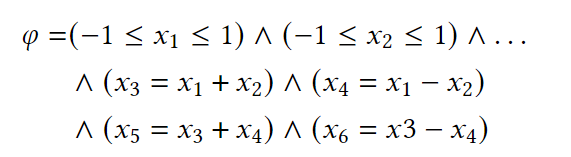 φ =(−1 ≤ x₁ ≤ 1) ∧ (−1 ≤ x₂ ≤ 1) ∧ . . .
∧ (x₃ = x₁ + x₂) ∧ (x₄ = x₁ − x₂)
∧ (x₅ = x₃ + x₄) ∧ (x₆ = x3 − x₄)